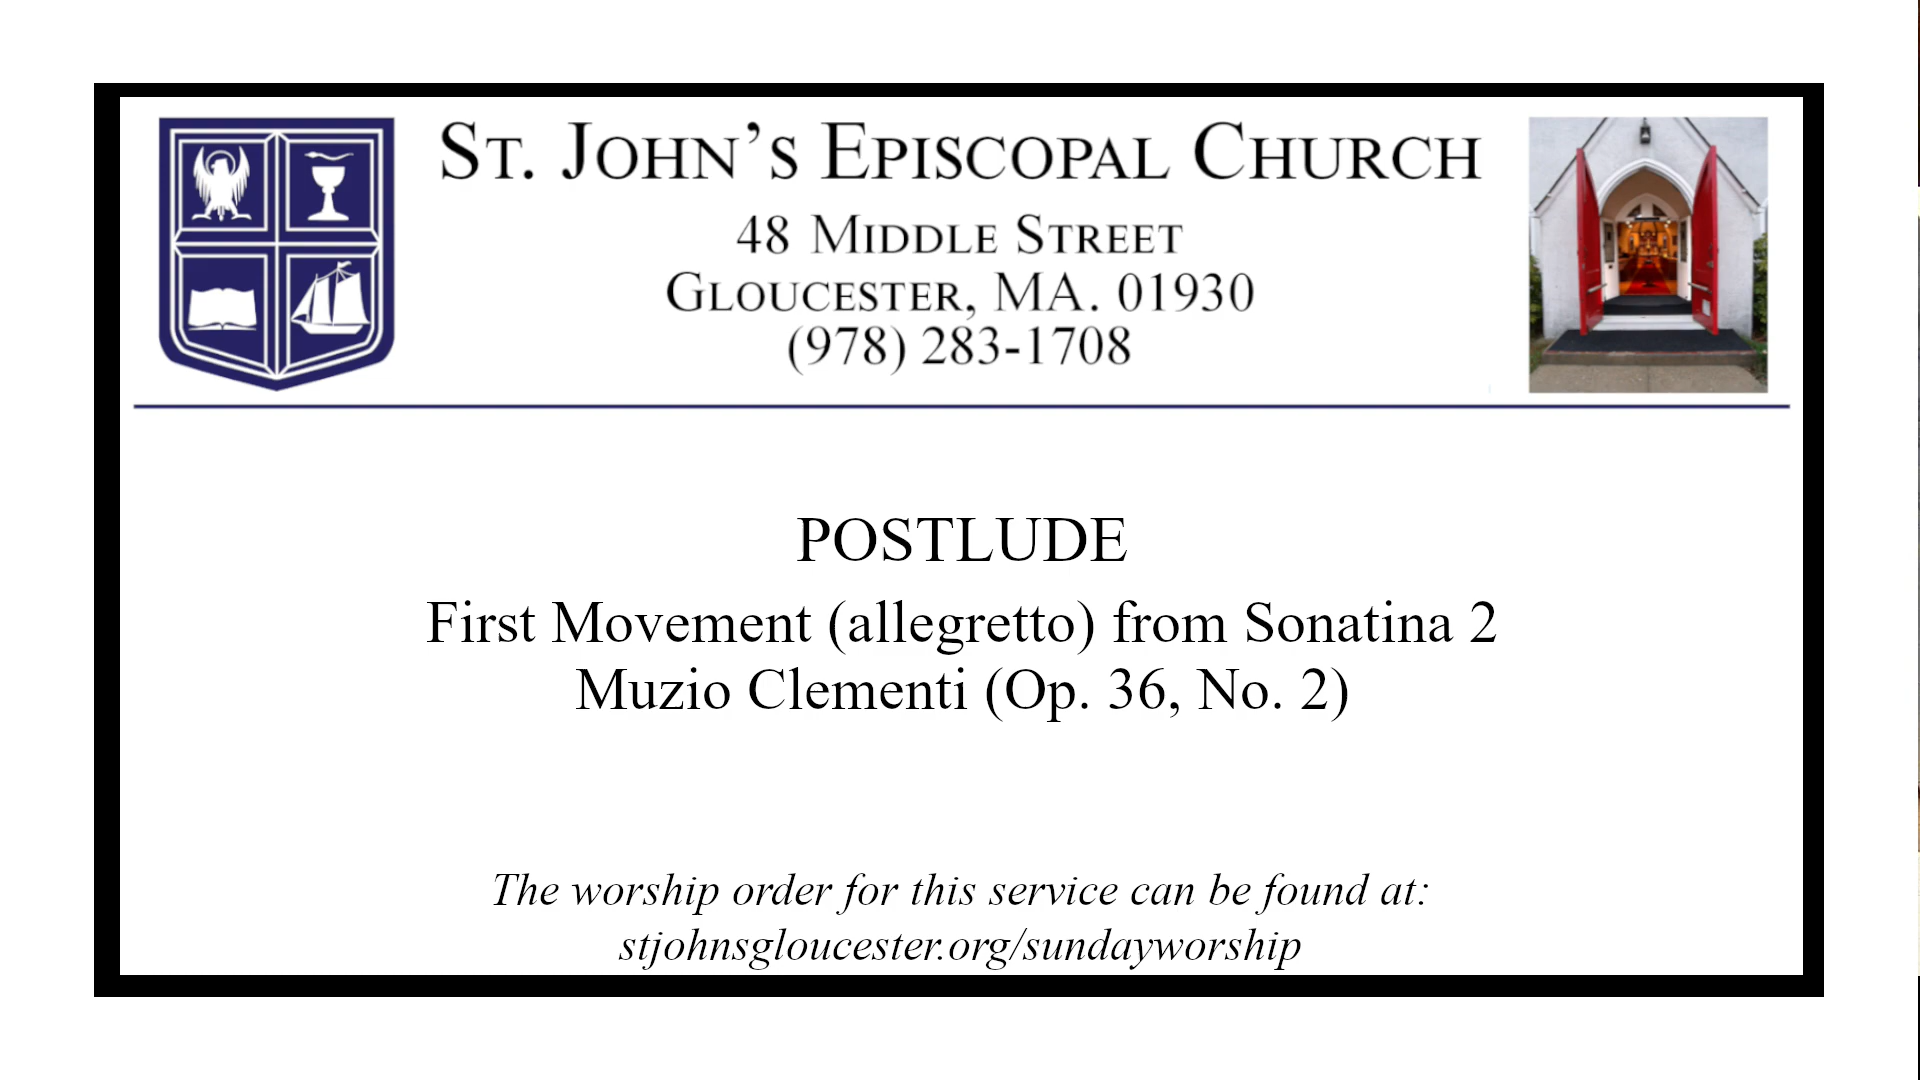 St. John’s Episcopal Church
48 Middle Street
Gloucester, MA. 01930
(978) 283-1708
POSTLUDE
First Movement (allegretto) from Sonatina 2
Muzio Clementi (Op. 36, No. 2)
The worship order for this service can be found at:
stjohnsgloucester.org/sundayworship